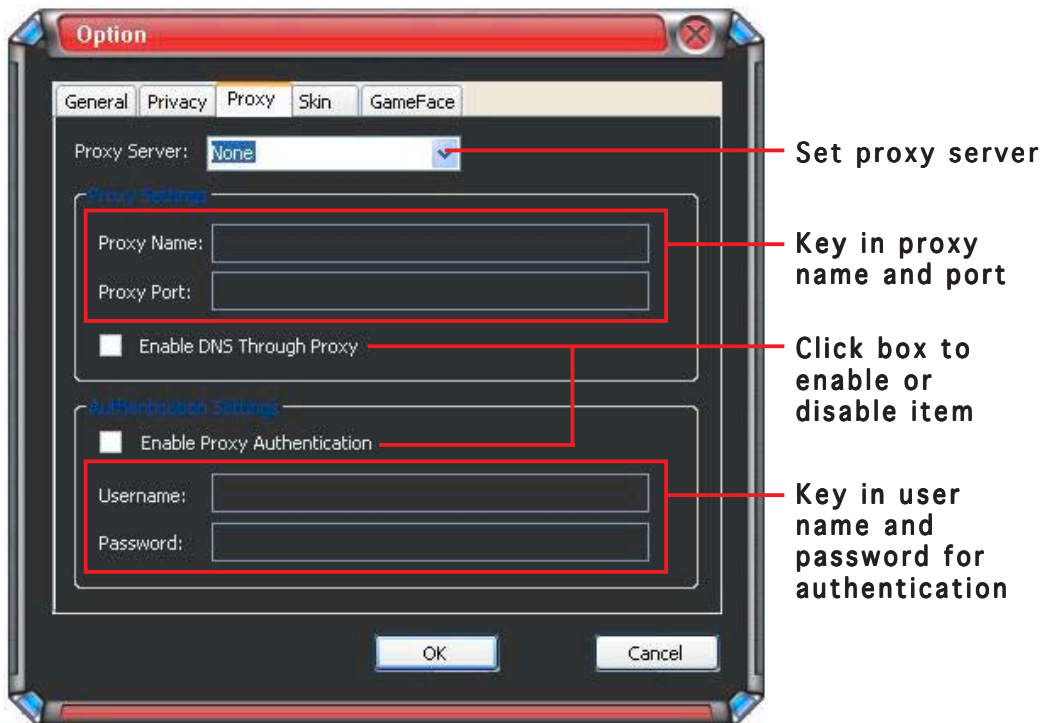 Option
General Privacy Proxy Skin GameFace
Proxy Server: None
Set proxy server
Proxy Settings
Proxy Name:
Key in proxy
name and port
Proxy Port:
Enable DNS Through Proxy
Click box to
enable or
disable item
Authentication Settings
Enable Proxy Authentication
Username:
Key in user
name and
password for
authentication
Password:
OK Cancel